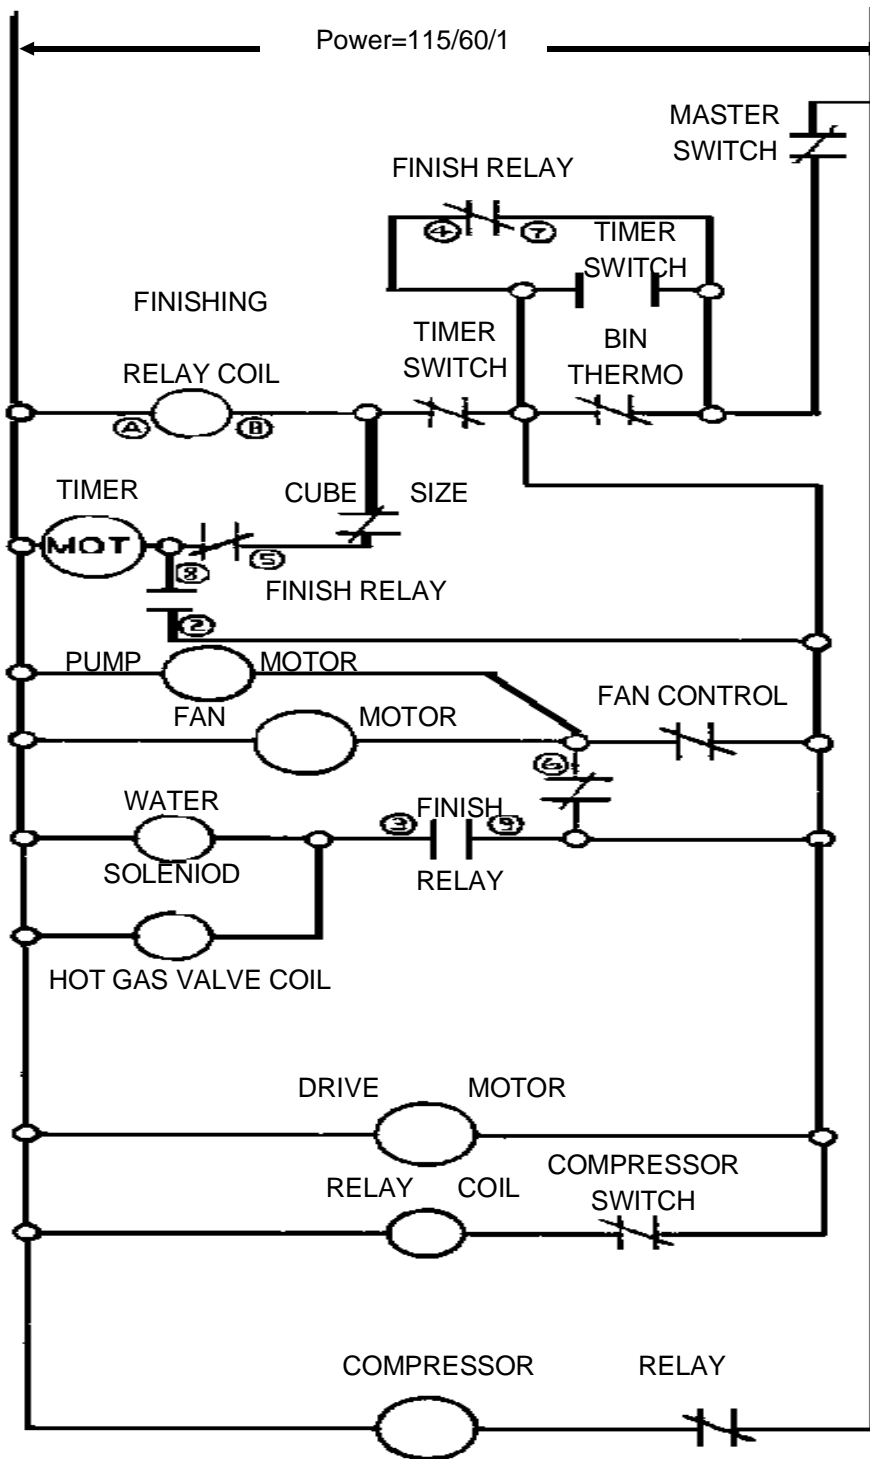 Power=115/60/1
MASTER
SWITCH
FINISH RELAY
4 7
TIMER
SWITCH
FINISHING
RELAY COIL
TIMER
SWITCH
BIN
THERMO
A B
TIMER
CUBE SIZE
MOT
8 5
FINISH RELAY
2
PUMP MOTOR
FAN CONTROL
FAN MOTOR
6
WATER
SOLENIOD
3 FINISH 9
RELAY
HOT GAS VALVE COIL
DRIVE MOTOR
RELAY COIL
COMPRESSOR
SWITCH
COMPRESSOR RELAY